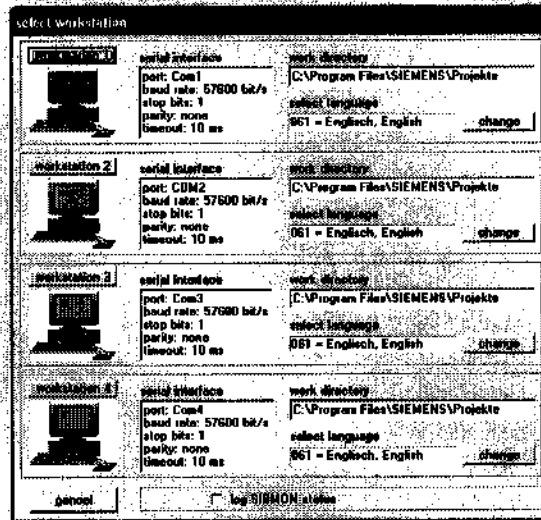 select workstation
workstation 1
serial interface
port: Com1
baud rate: 57600 bit/s
stop bits: 1
parity: none
timeout: 10 ms
work directory
C:\Program Files\SIEMENS\Projekte
select language
061 = Englisch, English
change
workstation 2
serial interface
port: COM2
baud rate: 57600 bit/s
stop bits: 1
parity: none
timeout: 10 ms
work directory
C:\Program Files\SIEMENS\Projekte
select language
061 = Englisch, English
change
workstation 3
serial interface
port: Com3
baud rate: 57600 bit/s
stop bits: 1
parity: none
timeout: 10 ms
work directory
C:\Program Files\SIEMENS\Projekte
select language
061 = Englisch, English
change
workstation 4
serial interface
port: Com4
baud rate: 57600 bit/s
stop bits: 1
parity: none
timeout: 10 ms
work directory
C:\Program Files\SIEMENS\Projekte
select language
061 = Englisch, English
change
cancel
log SIBMON status